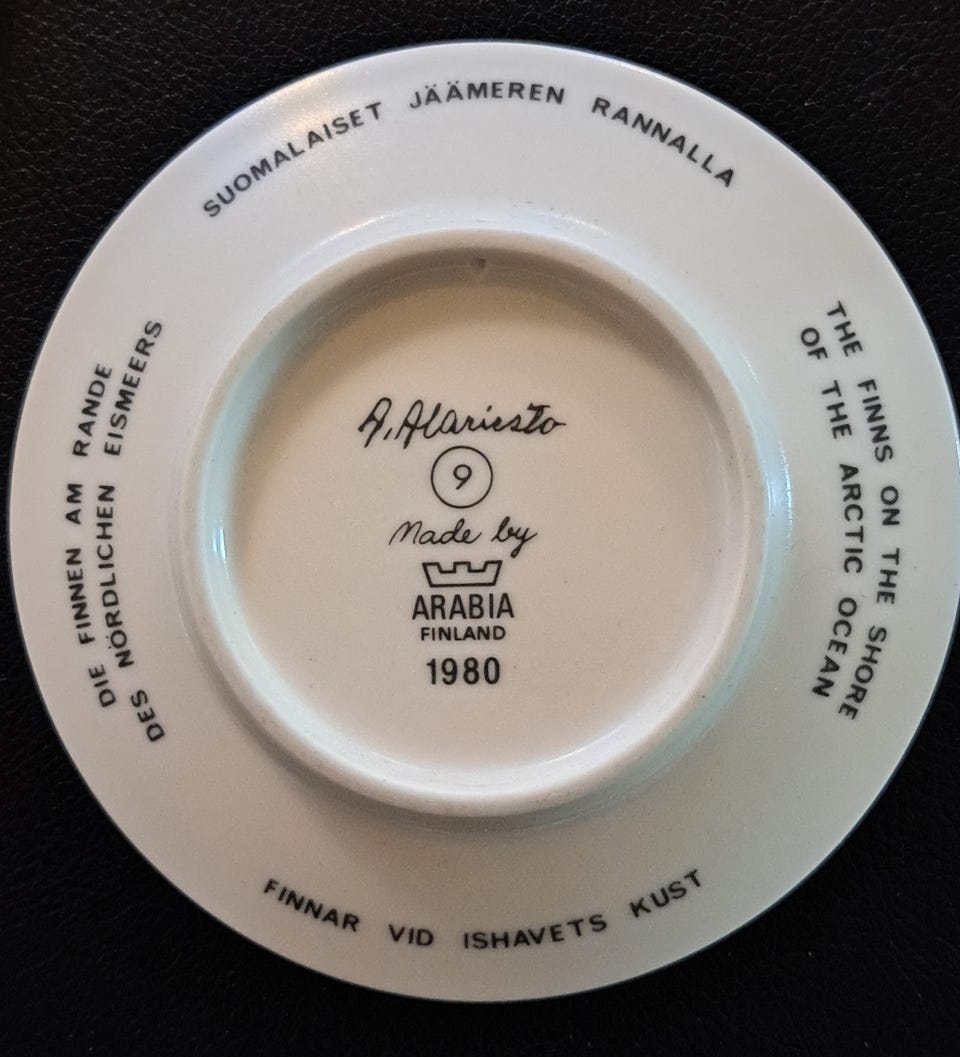 SUOMALAISET JÄÄMEREN RANNALLA
THE FINNS ON THE SHORE
OF THE ARCTIC OCEAN
FINNAR VID ISHAVETS KUST
DIE FINNEN AM RANDE
DES NÖRDLICHEN EISMEERS
A. Alariesto
9
Made by
ARABIA
FINLAND
1980